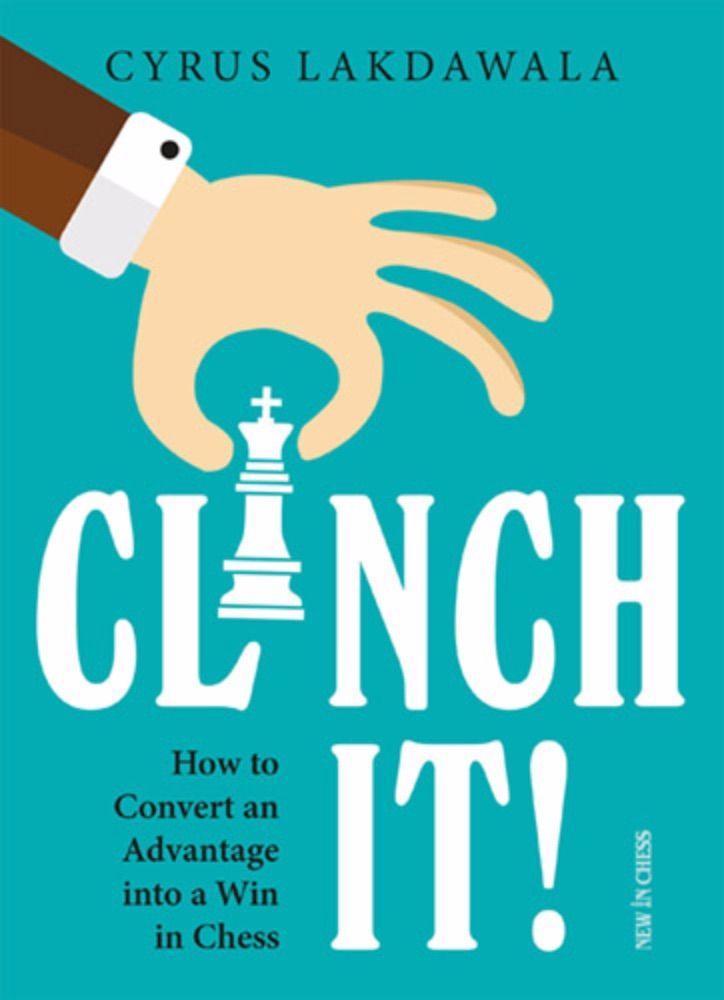 CYRUS LAKDAWALA
CLINCH
IT!
How to
Convert an
Advantage
into a Win
in Chess
NEW IN CHESS